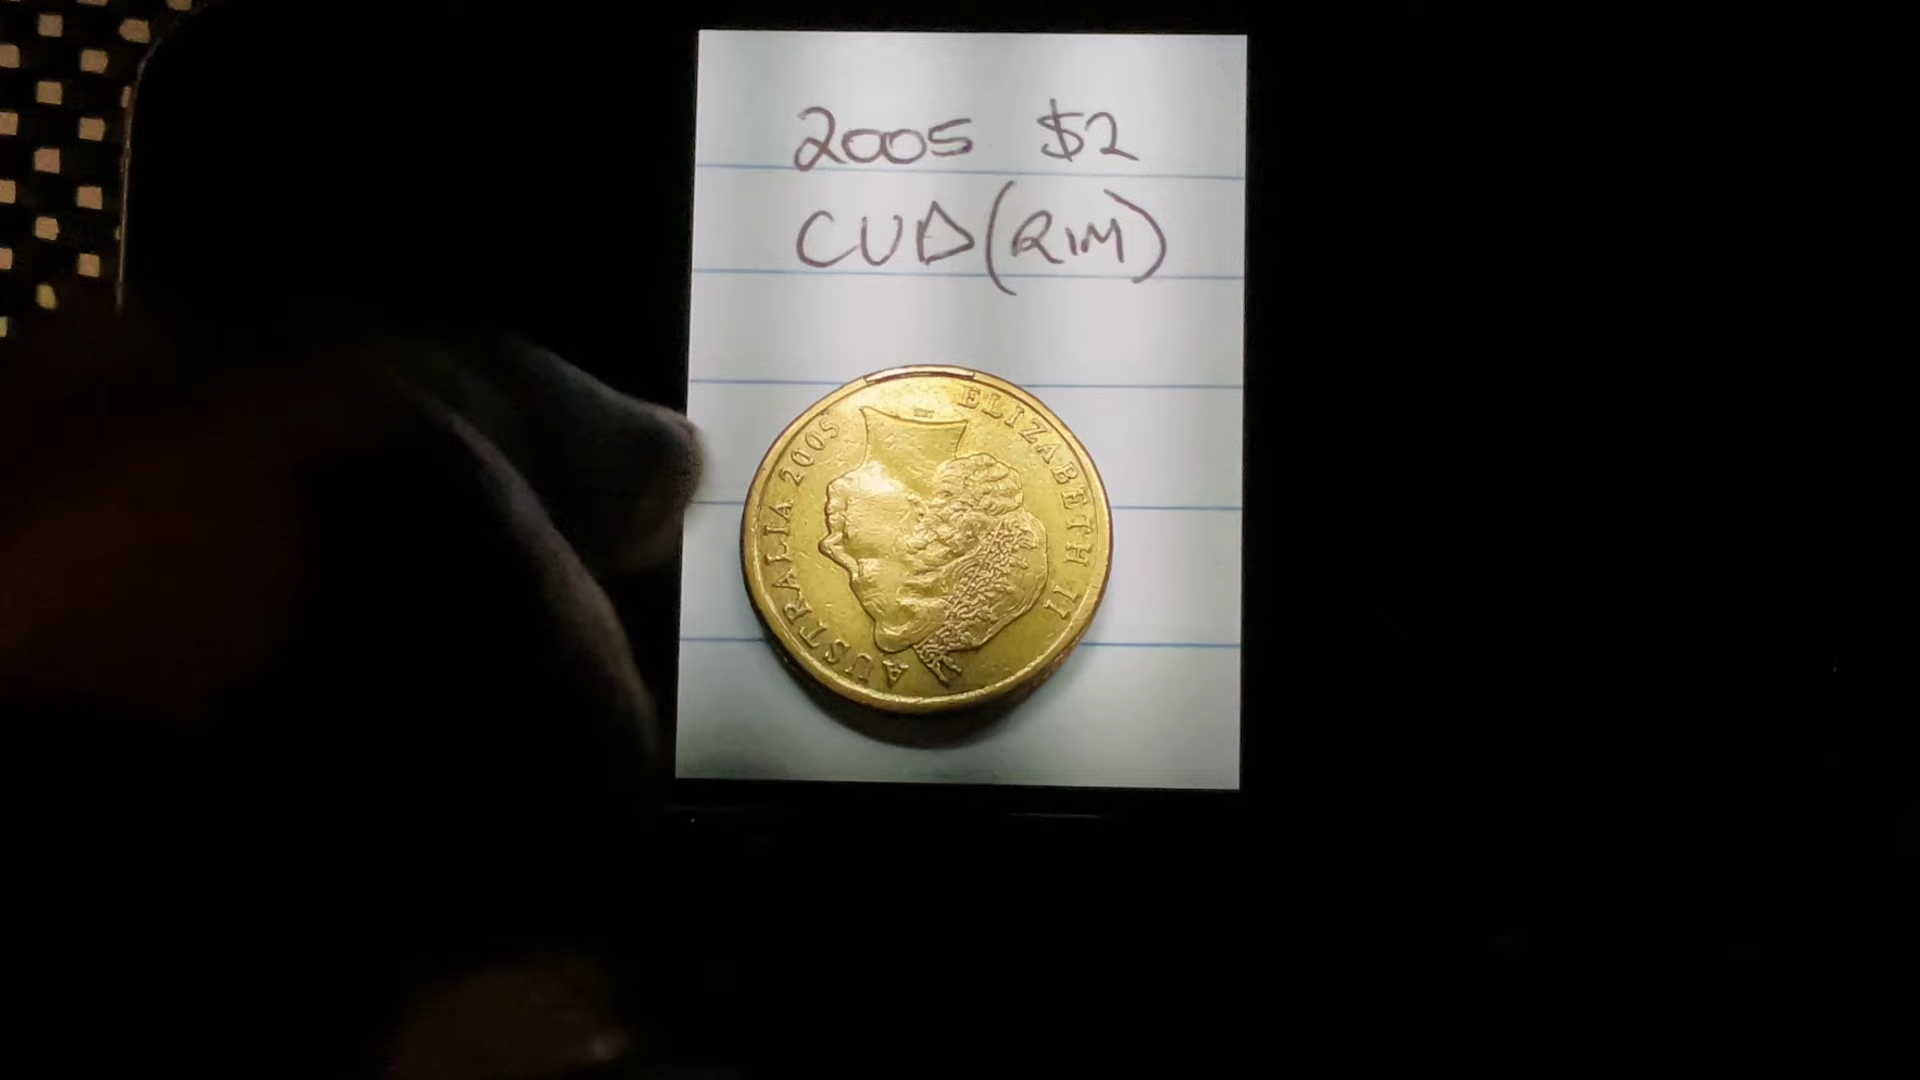 2005 $2
CUD (RIM)
ELIZABETH II
AUSTRALIA 2005